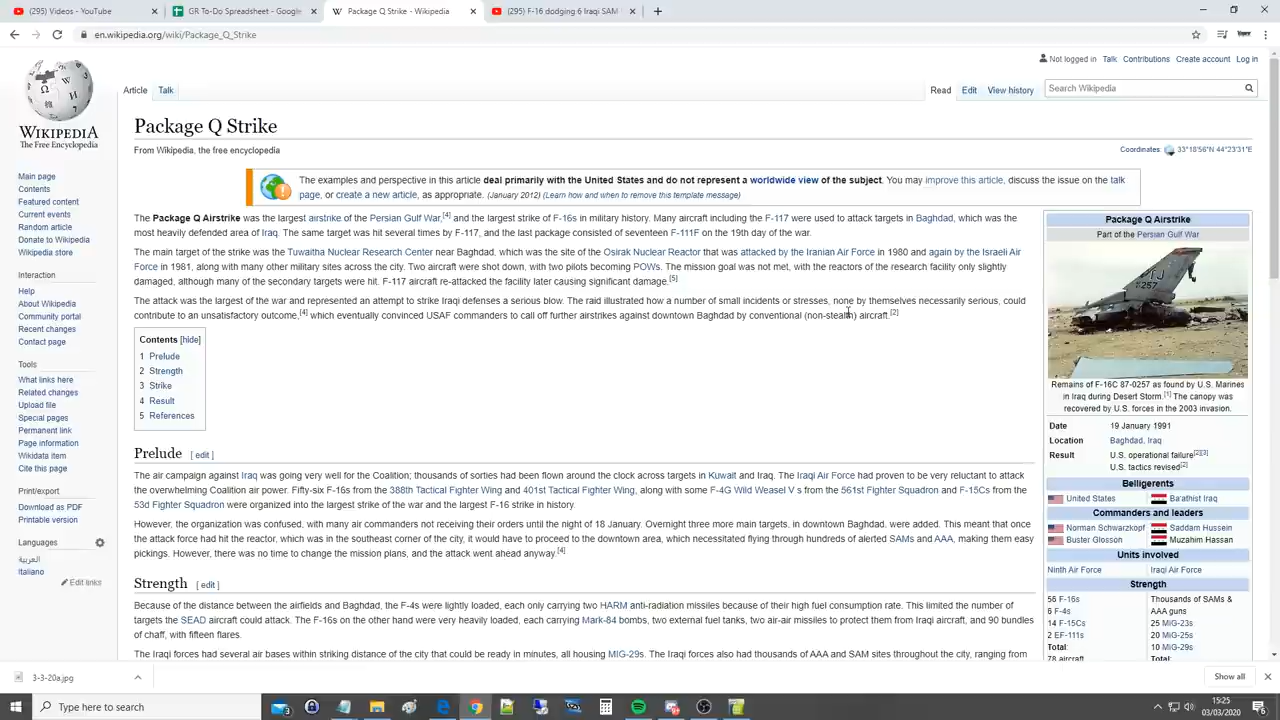 (295) Videos - YouTube
GR To-Do Spreadsheet - Google
Package Q Strike - Wikipedia
(295) F-16 dodging 6 Iraqi SAM
en.wikipedia.org/wiki/Package_Q_Strike
Not logged in Talk Contributions Create account Log in
Article Talk
Read Edit View history
Search Wikipedia
WIKIPEDIA
The Free Encyclopedia
Main page
Contents
Featured content
Current events
Random article
Donate to Wikipedia
Wikipedia store
Interaction
Help
About Wikipedia
Community portal
Recent changes
Contact page
Tools
What links here
Related changes
Upload file
Special pages
Permanent link
Page information
Wikidata item
Cite this page
Print/export
Download as PDF
Printable version
Languages
العربية
Italiano
Edit links
Package Q Strike
From Wikipedia, the free encyclopedia
Coordinates: 33°18′56″N 44°23′31″E
The examples and perspective in this article deal primarily with the United States and do not represent a worldwide view of the subject. You may improve this article, discuss the issue on the talk
page, or create a new article, as appropriate. (January 2012) (Learn how and when to remove this template message)
The Package Q Airstrike was the largest airstrike of the Persian Gulf War,[4] and the largest strike of F-16s in military history. Many aircraft including the F-117 were used to attack targets in Baghdad, which was the
most heavily defended area of Iraq. The same target was hit several times by F-117, and the last package consisted of seventeen F-111F on the 19th day of the war.
The main target of the strike was the Tuwaitha Nuclear Research Center near Baghdad, which was the site of the Osirak Nuclear Reactor that was attacked by the Iranian Air Force in 1980 and again by the Israeli Air
Force in 1981, along with many other military sites across the city. Two aircraft were shot down, with two pilots becoming POWs. The mission goal was not met, with the reactors of the research facility only slightly
damaged, although many of the secondary targets were hit. F-117 aircraft re-attacked the facility later causing significant damage.[5]
The attack was the largest of the war and represented an attempt to strike Iraqi defenses a serious blow. The raid illustrated how a number of small incidents or stresses, none by themselves necessarily serious, could
contribute to an unsatisfactory outcome,[4] which eventually convinced USAF commanders to call off further airstrikes against downtown Baghdad by conventional (non-stealth) aircraft.[2]
Contents [hide]
1 Prelude
2 Strength
3 Strike
4 Result
5 References
Prelude [ edit ]
The air campaign against Iraq was going very well for the Coalition; thousands of sorties had been flown around the clock across targets in Kuwait and Iraq. The Iraqi Air Force had proven to be very reluctant to attack
the overwhelming Coalition air power. Fifty-six F-16s from the 388th Tactical Fighter Wing and 401st Tactical Fighter Wing, along with some F-4G Wild Weasel V s from the 561st Fighter Squadron and F-15Cs from the
53d Fighter Squadron were organized into the largest strike of the war and the largest F-16 strike in history.
However, the organization was confused, with many air commanders not receiving their orders until the night of 18 January. Overnight three more main targets, in downtown Baghdad, were added. This meant that once
the attack force had hit the reactor, which was in the southeast corner of the city, it would have to proceed to the downtown area, which necessitated flying through hundreds of alerted SAMs and AAA, making them easy
pickings. However, there was no time to change the mission plans, and the attack went ahead anyway.[4]
Strength [ edit ]
Because of the distance between the airfields and Baghdad, the F-4s were lightly loaded, each only carrying two HARM anti-radiation missiles because of their high fuel consumption rate. This limited the number of
targets the SEAD aircraft could attack. The F-16s on the other hand were very heavily loaded, each carrying Mark-84 bombs, two external fuel tanks, two air-air missiles to protect them from Iraqi aircraft, and 90 bundles
of chaff, with fifteen flares.
The Iraqi forces had several air bases within striking distance of the city that could be ready in minutes, all housing MIG-29s. The Iraqi forces also had thousands of AAA and SAM sites throughout the city, ranging from
Package Q Airstrike
Part of the Persian Gulf War
Remains of F-16C 87-0257 as found by U.S. Marines
in Iraq during Desert Storm.[1] The canopy was
recovered by U.S. forces in the 2003 invasion.
Date 19 January 1991
Location Baghdad, Iraq
Result U.S. operational failure[2][3]
U.S. tactics revised[2]
Belligerents
United States Ba'athist Iraq
Commanders and leaders
Norman Schwarzkopf Saddam Hussein
Buster Glosson Muzahim Hassan
Units involved
Ninth Air Force Iraqi Air Force
Strength
56 F-16s Thousands of SAMs &
6 F-4s AAA guns
14 F-15Cs 25 MiG-23s
2 EF-111s 20 MiG-25s
Total: 10 MiG-29s
78 aircraft Total:
3-3-20a.jpg
Show all
Type here to search
15:25
03/03/2020